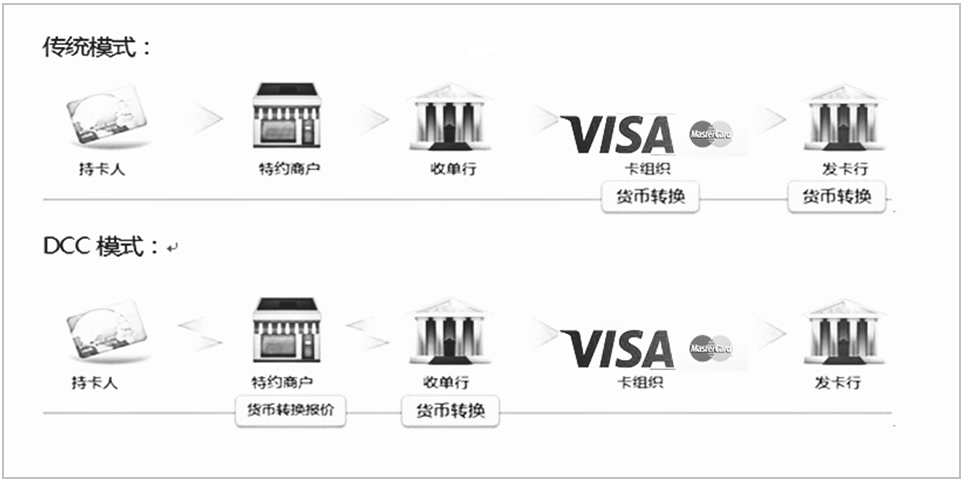 传统模式：
VISA MasterCard
持卡人 特约商户 收单行 卡组织 发卡行
货币转换 货币转换
DCC 模式：↵
VISA MasterCard
持卡人 特约商户 收单行 卡组织 发卡行
货币转换报价 货币转换